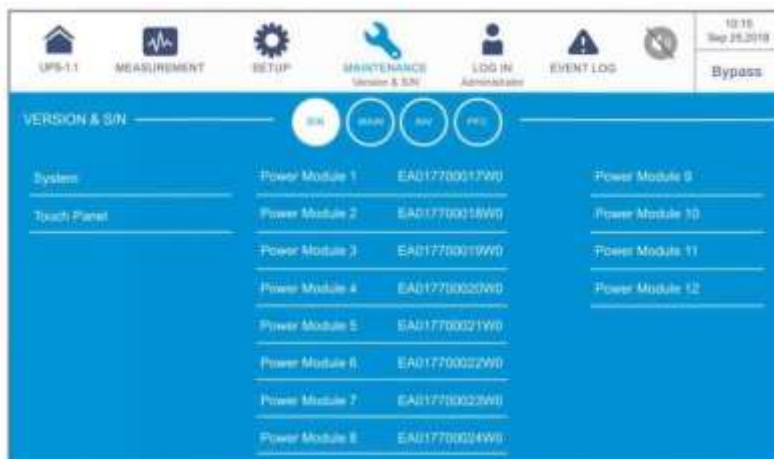 UPS-1.1
MEASUREMENT
SETUP
MAINTENANCE
Version & S/N
LOG IN
Administrator
EVENT LOG
10:15
Sep 25,2018
Bypass
VERSION & S/N
S/N
MAIN
INV
PFC
System
Touch Panel
Power Module 1 EA017700017W0
Power Module 2 EA017700018W0
Power Module 3 EA017700019W0
Power Module 4 EA017700020W0
Power Module 5 EA017700021W0
Power Module 6 EA017700022W0
Power Module 7 EA017700023W0
Power Module 8 EA017700024W0
Power Module 9
Power Module 10
Power Module 11
Power Module 12